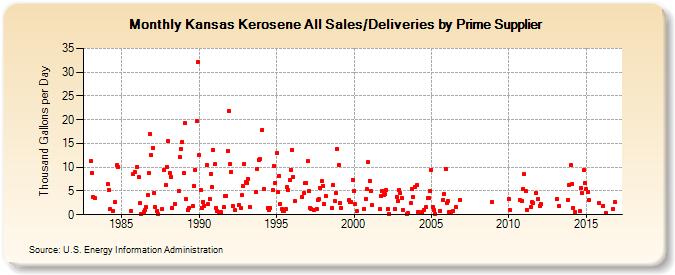 Monthly Kansas Kerosene All Sales/Deliveries by Prime Supplier
Thousand Gallons per Day
35
30
25
20
15
10
5
0
1985 1990 1995 2000 2005 2010 2015
Source: U.S. Energy Information Administration